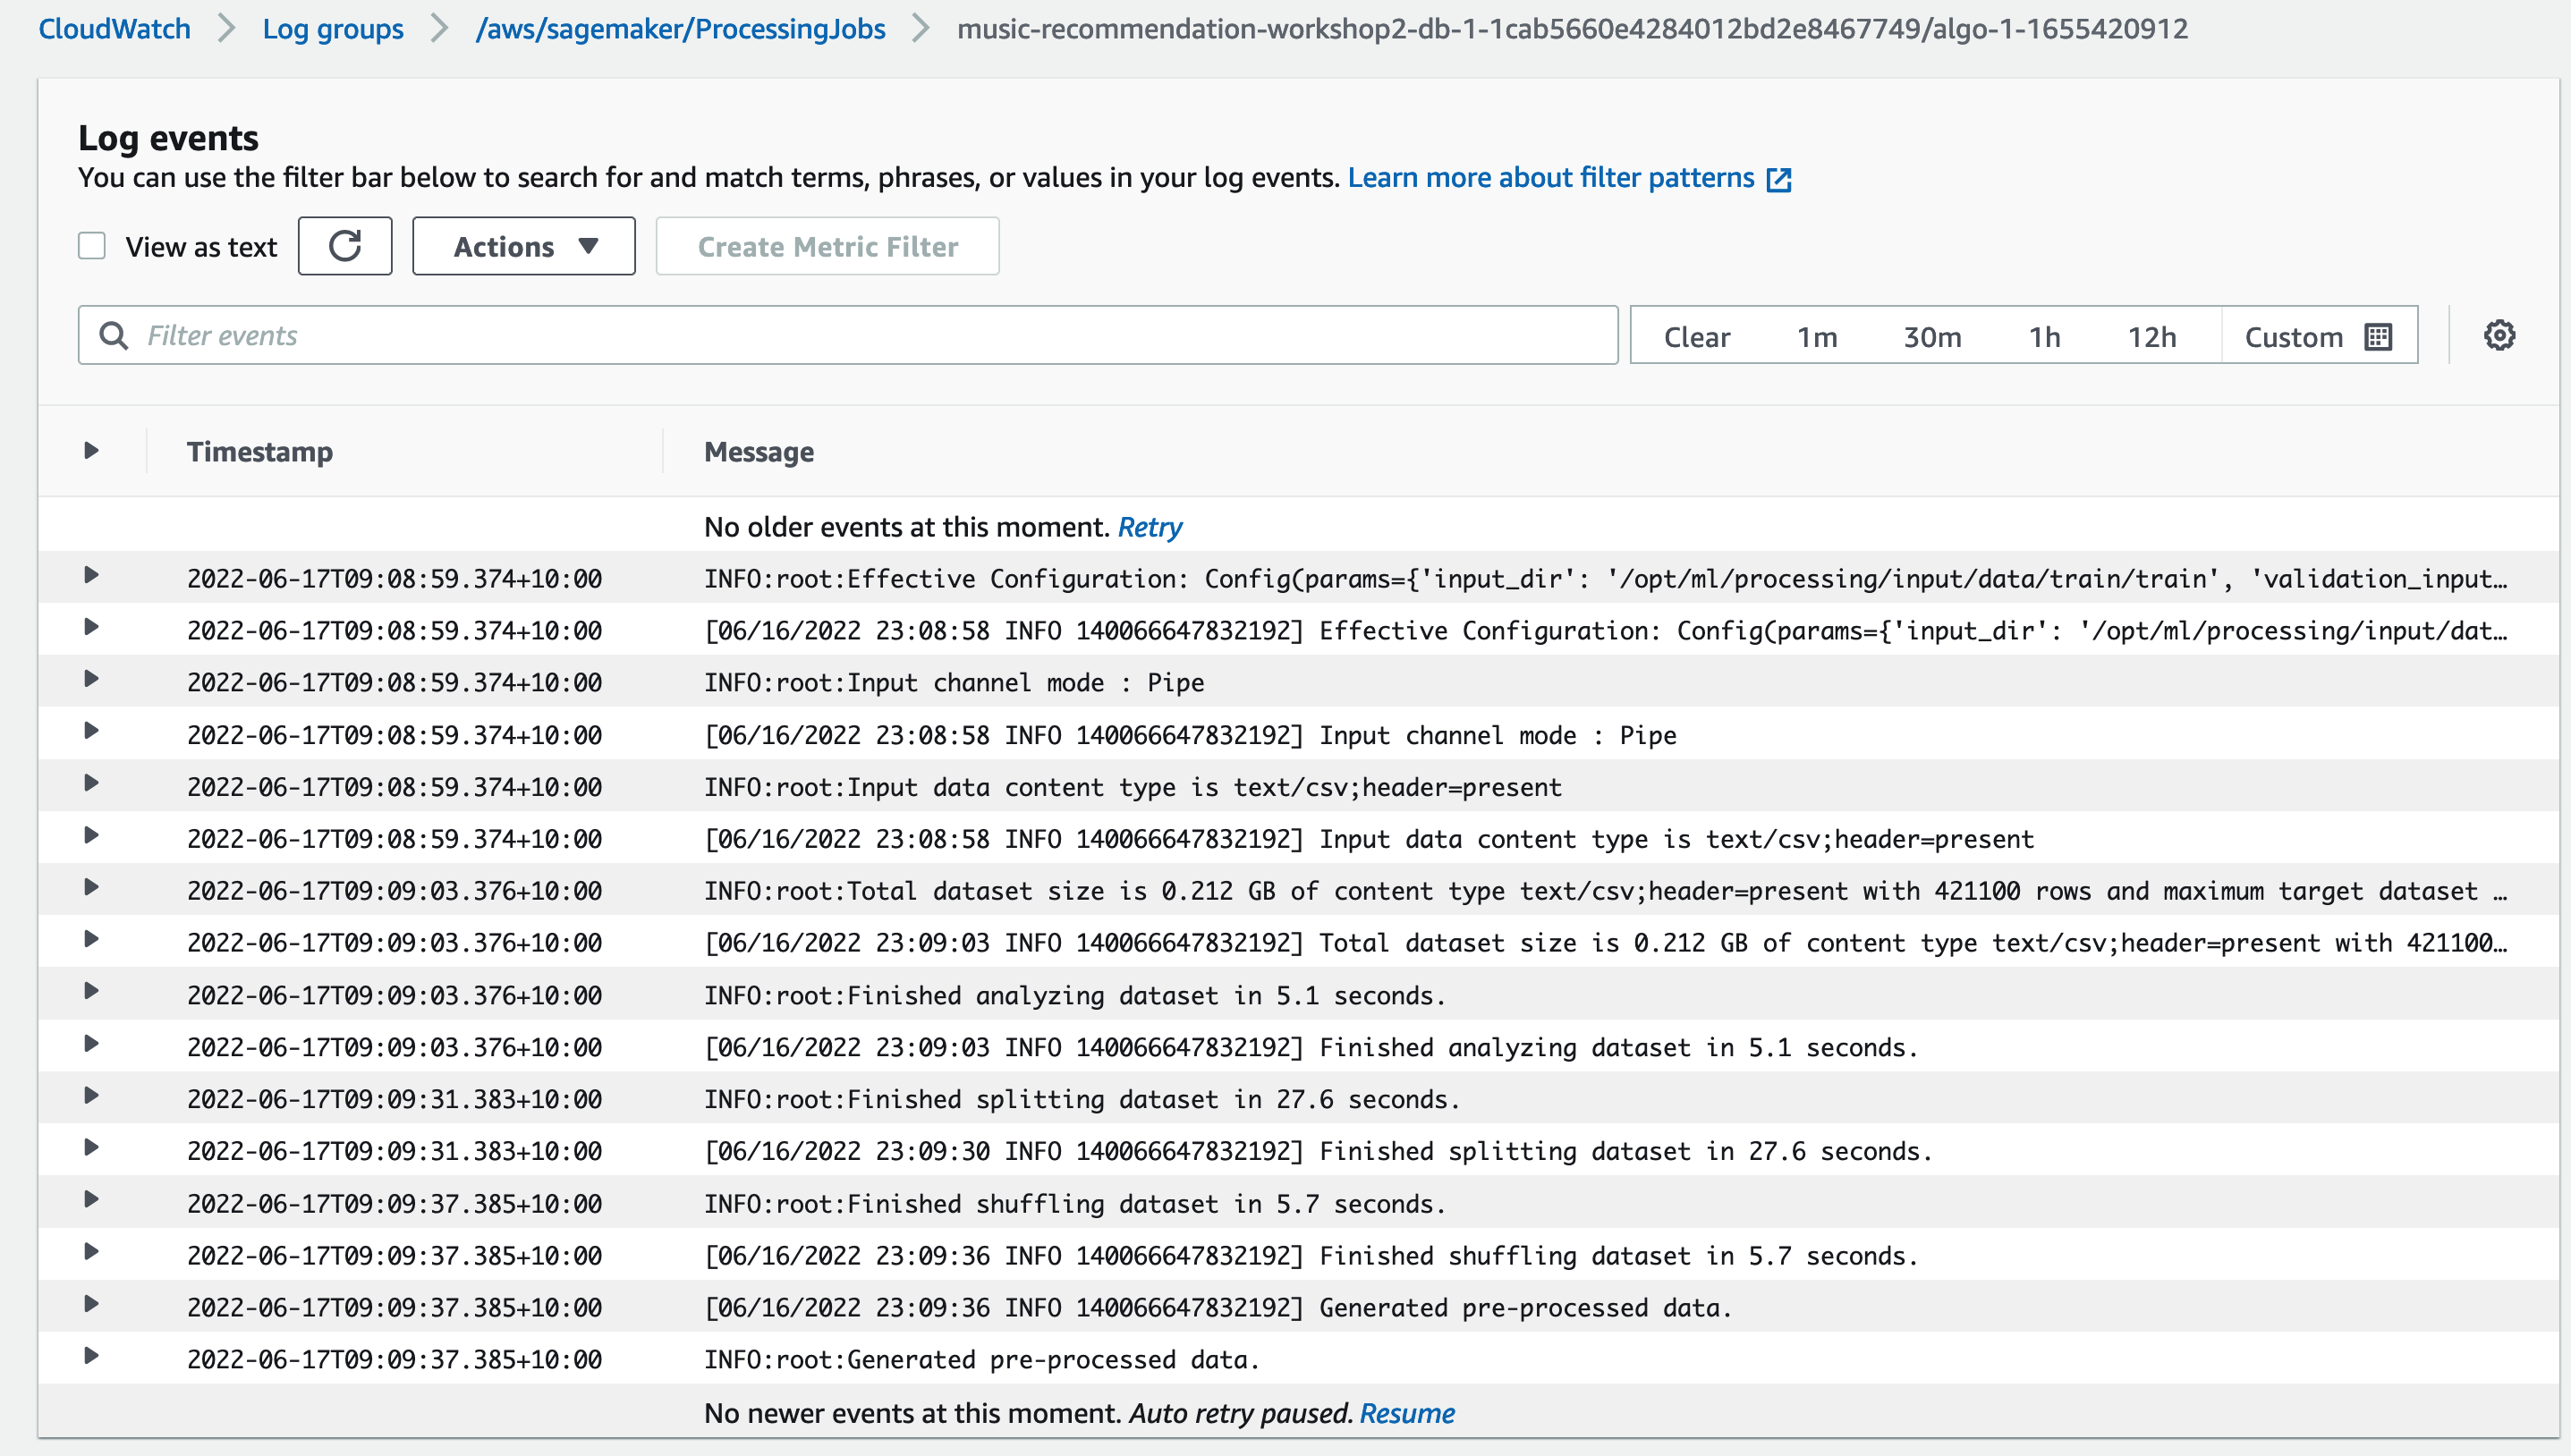 CloudWatch > Log groups > /aws/sagemaker/ProcessingJobs > music-recommendation-workshop2-db-1-1cab5660e4284012bd2e8467749/algo-1-1655420912
Log events
You can use the filter bar below to search for and match terms, phrases, or values in your log events. Learn more about filter patterns
View as text Actions Create Metric Filter
Filter events Clear 1m 30m 1h 12h Custom
Timestamp Message
No older events at this moment. Retry
2022-06-17T09:08:59.374+10:00 INFO:root:Effective Configuration: Config(params={'input_dir': '/opt/ml/processing/input/data/train/train', 'validation_input…
2022-06-17T09:08:59.374+10:00 [06/16/2022 23:08:58 INFO 140066647832192] Effective Configuration: Config(params={'input_dir': '/opt/ml/processing/input/dat…
2022-06-17T09:08:59.374+10:00 INFO:root:Input channel mode : Pipe
2022-06-17T09:08:59.374+10:00 [06/16/2022 23:08:58 INFO 140066647832192] Input channel mode : Pipe
2022-06-17T09:08:59.374+10:00 INFO:root:Input data content type is text/csv;header=present
2022-06-17T09:08:59.374+10:00 [06/16/2022 23:08:58 INFO 140066647832192] Input data content type is text/csv;header=present
2022-06-17T09:09:03.376+10:00 INFO:root:Total dataset size is 0.212 GB of content type text/csv;header=present with 421100 rows and maximum target dataset …
2022-06-17T09:09:03.376+10:00 [06/16/2022 23:09:03 INFO 140066647832192] Total dataset size is 0.212 GB of content type text/csv;header=present with 421100…
2022-06-17T09:09:03.376+10:00 INFO:root:Finished analyzing dataset in 5.1 seconds.
2022-06-17T09:09:03.376+10:00 [06/16/2022 23:09:03 INFO 140066647832192] Finished analyzing dataset in 5.1 seconds.
2022-06-17T09:09:31.383+10:00 INFO:root:Finished splitting dataset in 27.6 seconds.
2022-06-17T09:09:31.383+10:00 [06/16/2022 23:09:30 INFO 140066647832192] Finished splitting dataset in 27.6 seconds.
2022-06-17T09:09:37.385+10:00 INFO:root:Finished shuffling dataset in 5.7 seconds.
2022-06-17T09:09:37.385+10:00 [06/16/2022 23:09:36 INFO 140066647832192] Finished shuffling dataset in 5.7 seconds.
2022-06-17T09:09:37.385+10:00 [06/16/2022 23:09:36 INFO 140066647832192] Generated pre-processed data.
2022-06-17T09:09:37.385+10:00 INFO:root:Generated pre-processed data.
No newer events at this moment. Auto retry paused. Resume